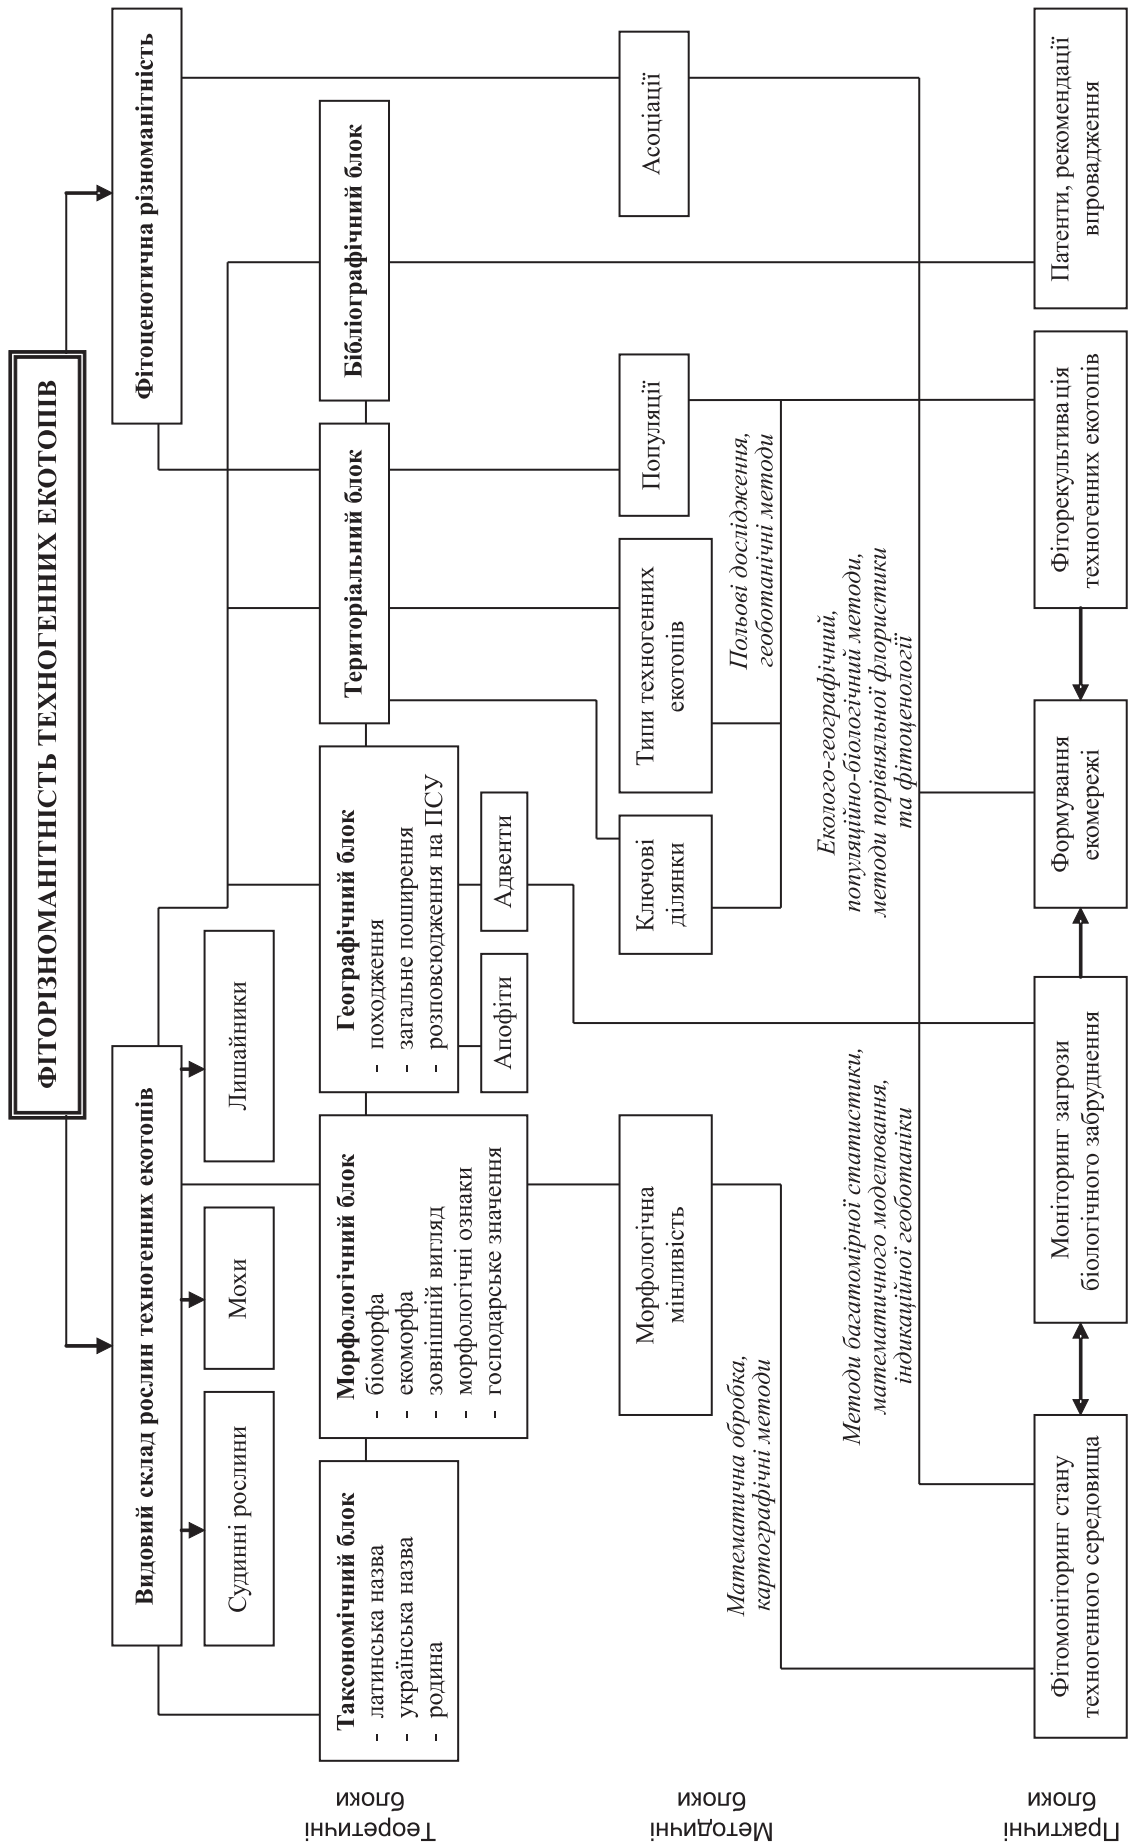 ФІТОРІЗНОМАНІТНІСТЬ ТЕХНОГЕННИХ ЕКОТОПІВ
Видовий склад рослин техногенних екотопів
Фітоценотична різноманітність
Судинні рослини
Мохи
Лишайники
Теоретичні
блоки
Таксономічний блок
- латинська назва
- українська назва
- родина
Морфологічний блок
- біоморфа
- екоморфа
- зовнішній вигляд
- морфологічні ознаки
- господарське значення
Географічний блок
- походження
- загальне поширення
- розповсюдження на ПСУ
Територіальний блок
Бібліографічний блок
Апофіти
Адвенти
Методичні
блоки
Морфологічна
мінливість
Ключові
ділянки
Типи техногенних
екотопів
Популяції
Асоціації
Математична обробка,
картографічні методи
Польові дослідження,
геоботанічні методи
Методи багатомірної статистики,
математичного моделювання,
індикаційної геоботаніки
Еколого-географічний,
популяційно-біологічний методи,
методи порівняльної флористики
та фітоценології
Практичні
блоки
Фітомоніторинг стану
техногенного середовища
Моніторинг загрози
біологічного забруднення
Формування
екомережі
Фіторекультивація
техногенних екотопів
Патенти, рекомендації
впровадження